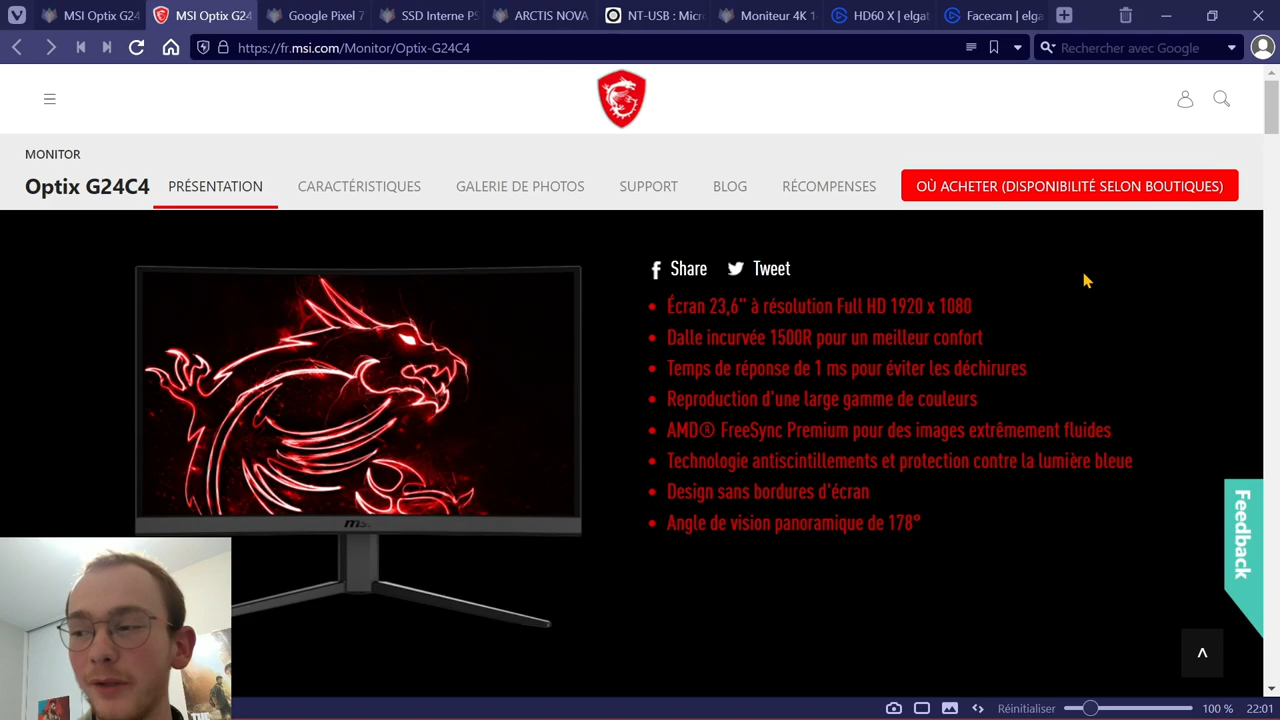 MSI Optix G24
MSI Optix G24
Google Pixel 7
SSD Interne PS
ARCTIS NOVA
NT-USB : Micr
Moniteur 4K 1
HD60 X | elgat
Facecam | elga
https://fr.msi.com/Monitor/Optix-G24C4
Rechercher avec Google
MONITOR
Optix G24C4
PRÉSENTATION
CARACTÉRISTIQUES
GALERIE DE PHOTOS
SUPPORT
BLOG
RÉCOMPENSES
OÙ ACHETER (DISPONIBILITÉ SELON BOUTIQUES)
Share
Tweet
Écran 23,6" à résolution Full HD 1920 x 1080
Dalle incurvée 1500R pour un meilleur confort
Temps de réponse de 1 ms pour éviter les déchirures
Reproduction d'une large gamme de couleurs
AMD® FreeSync Premium pour des images extrêmement fluides
Technologie antiscintillements et protection contre la lumière bleue
Design sans bordures d'écran
Angle de vision panoramique de 178°
msi
Feedback
Réinitialiser
100 %
22:01